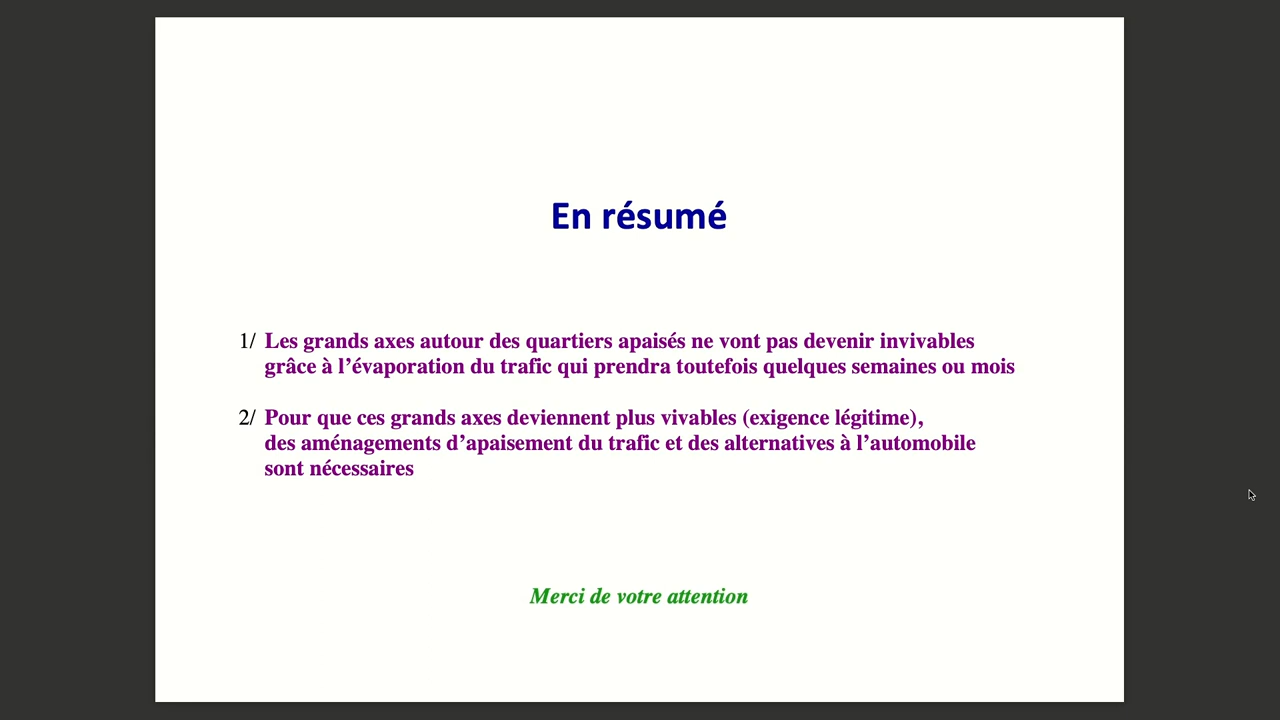 En résumé
1/ Les grands axes autour des quartiers apaisés ne vont pas devenir invivables
grâce à l’évaporation du trafic qui prendra toutefois quelques semaines ou mois
2/ Pour que ces grands axes deviennent plus vivables (exigence légitime),
des aménagements d’apaisement du trafic et des alternatives à l’automobile
sont nécessaires
Merci de votre attention